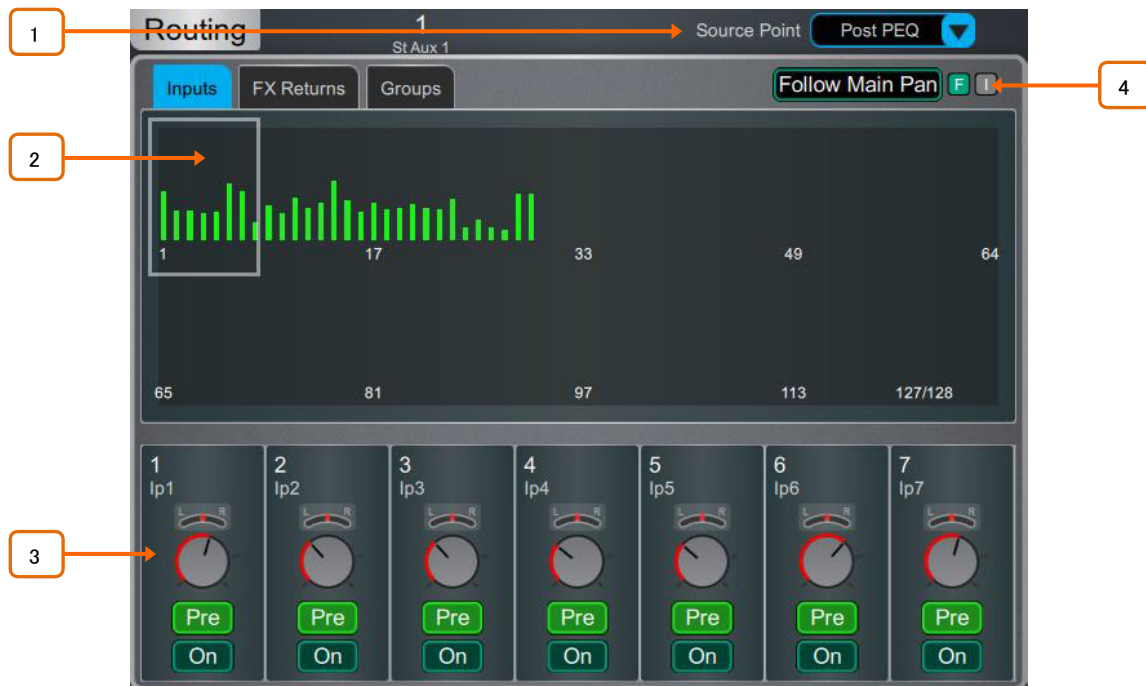 1
Routing
1
St Aux 1
Source Point
Post PEQ
Inputs
FX Returns
Groups
Follow Main Pan
F
I
4
2
1
17
33
49
64
65
81
97
113
127/128
3
1
Ip1
L R
Pre
On
2
Ip2
L R
Pre
On
3
Ip3
L R
Pre
On
4
Ip4
L R
Pre
On
5
Ip5
L R
Pre
On
6
Ip6
L R
Pre
On
7
Ip7
L R
Pre
On